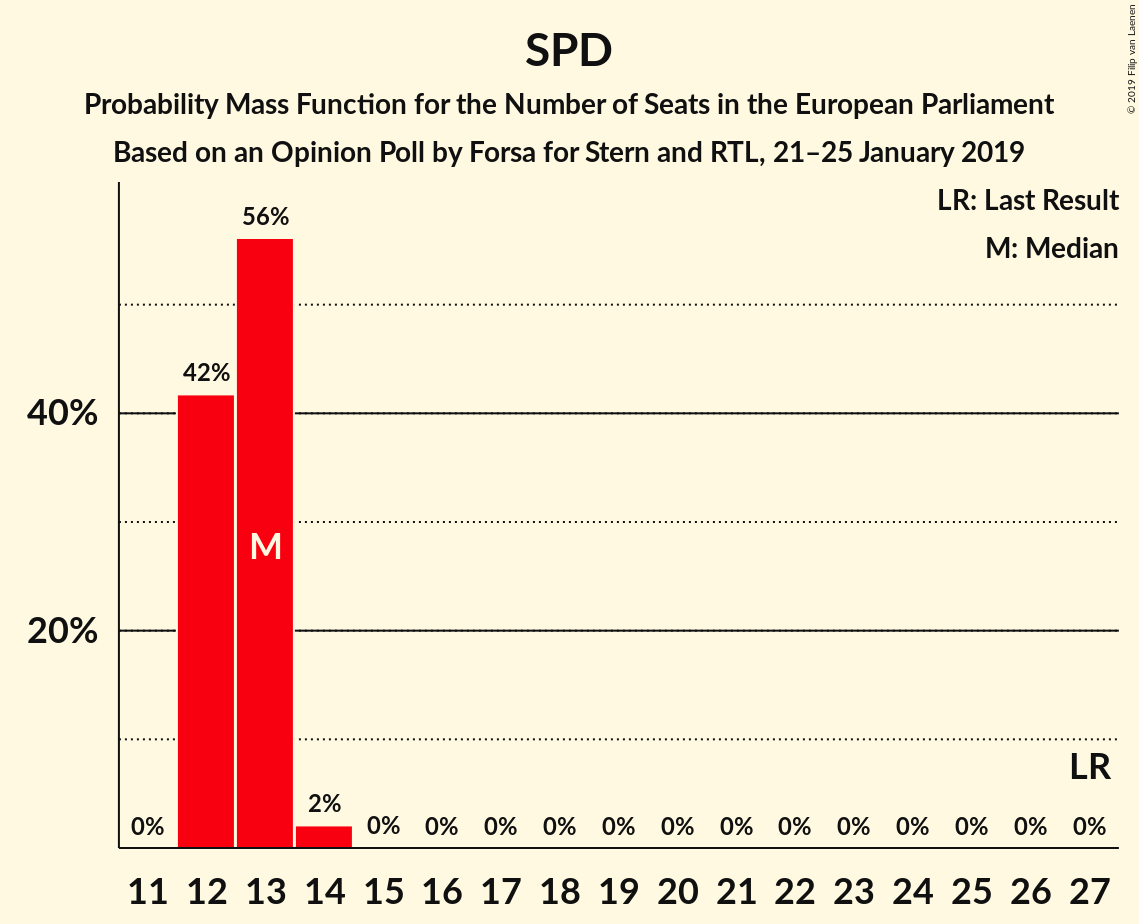 SPD
Probability Mass Function for the Number of Seats in the European Parliament
Based on an Opinion Poll by Forsa for Stern and RTL, 21–25 January 2019
© 2019 Filip van Laenen
LR: Last Result
M: Median
56%
42%
40%
M
20%
LR
2%
0% 0% 0% 0% 0% 0% 0% 0% 0% 0% 0% 0% 0% 0%
11 12 13 14 15 16 17 18 19 20 21 22 23 24 25 26 27